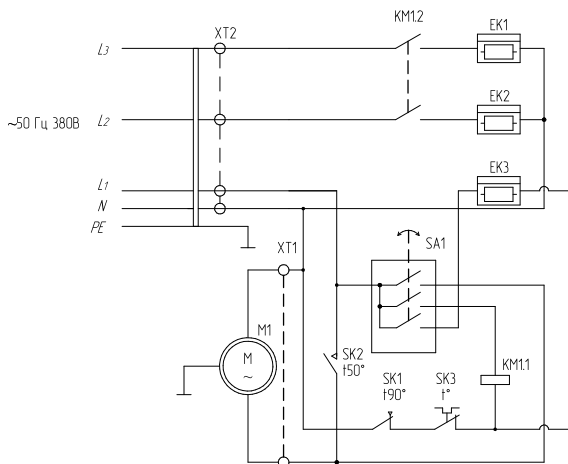 KM1.2
EK1
XT2
L3
~50 Гц 380В
L2
EK2
L1
EK3
N
PE
XT1
SA1
M1
M
~
SK2
t50°
SK1
t90°
SK3
t°
KM1.1